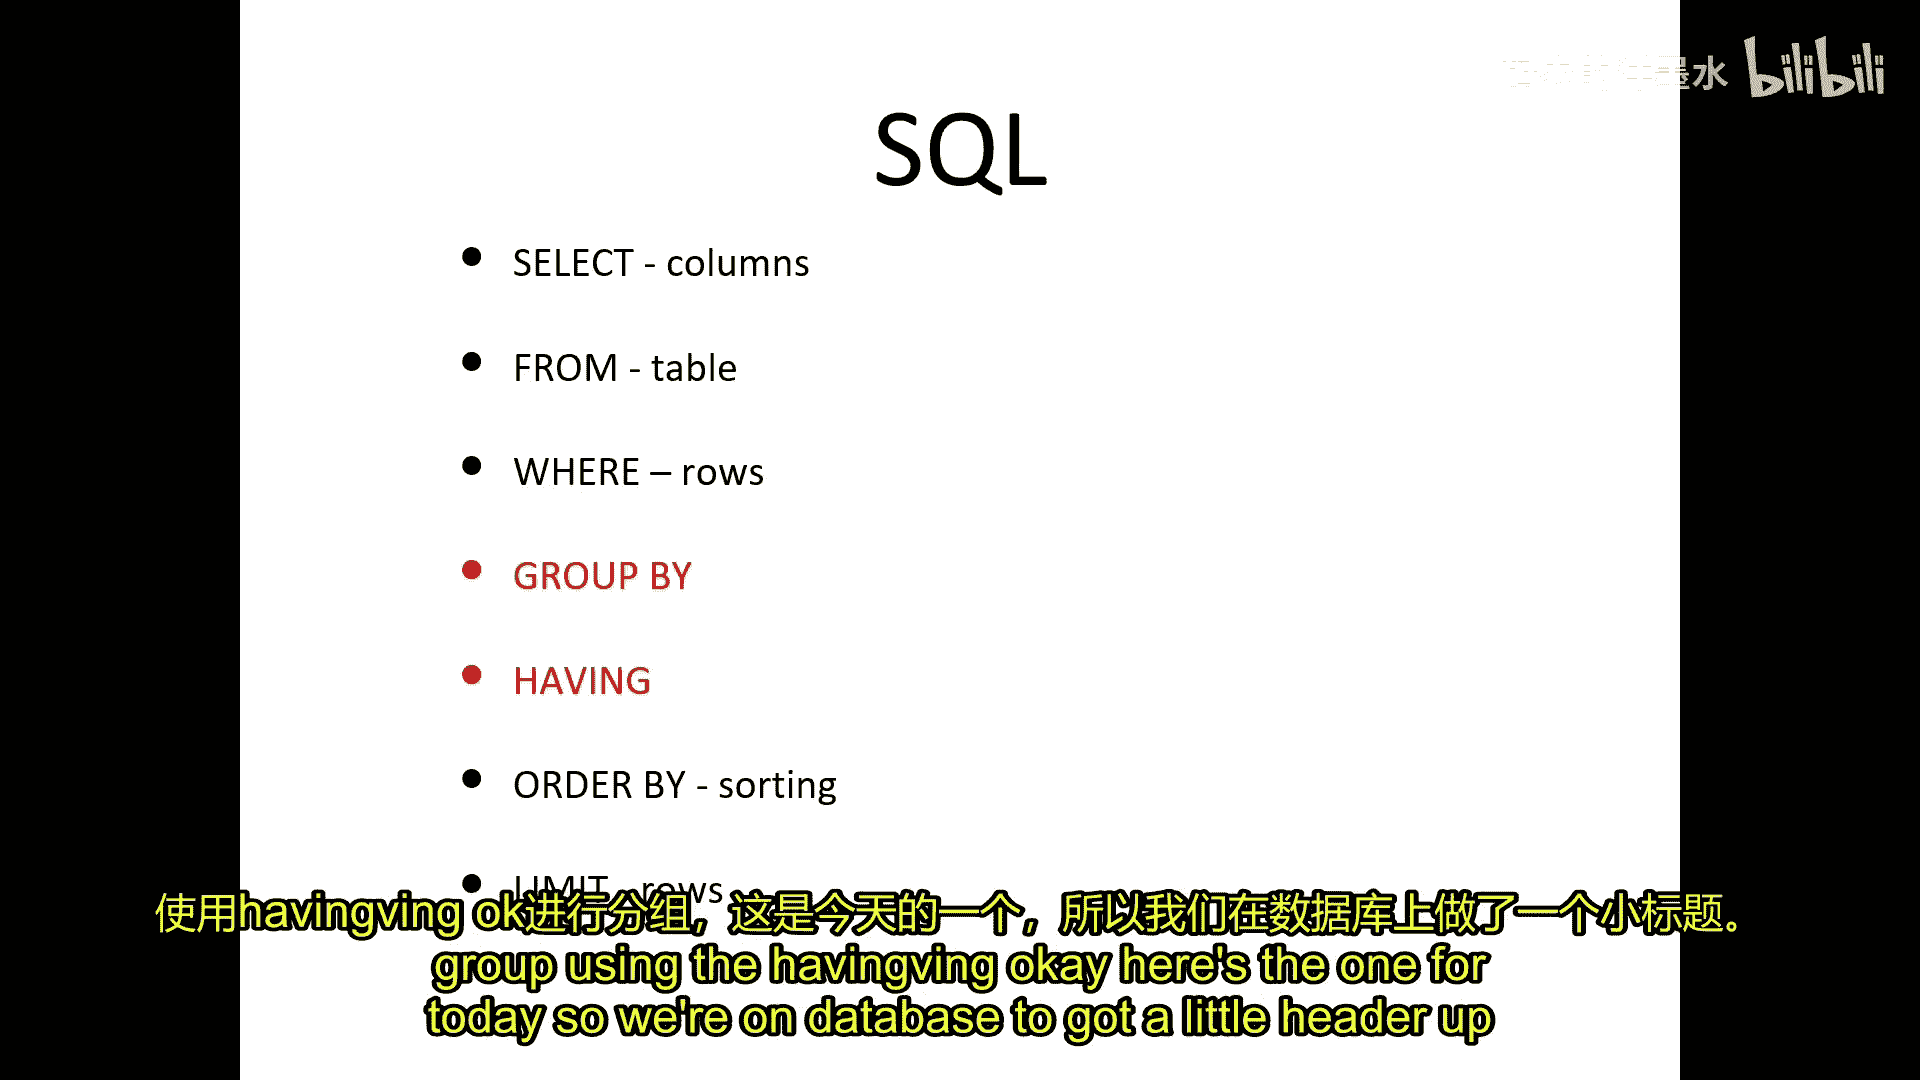 水 bilibili
SQL
SELECT - columns
FROM - table
WHERE – rows
GROUP BY
HAVING
ORDER BY - sorting
LIMIT - rows
使用havingving ok进行分组，这是今天的一个，所以我们在数据库上做了一个小标题。
group using the havingving okay here's the one for
today so we're on database to got a little header up